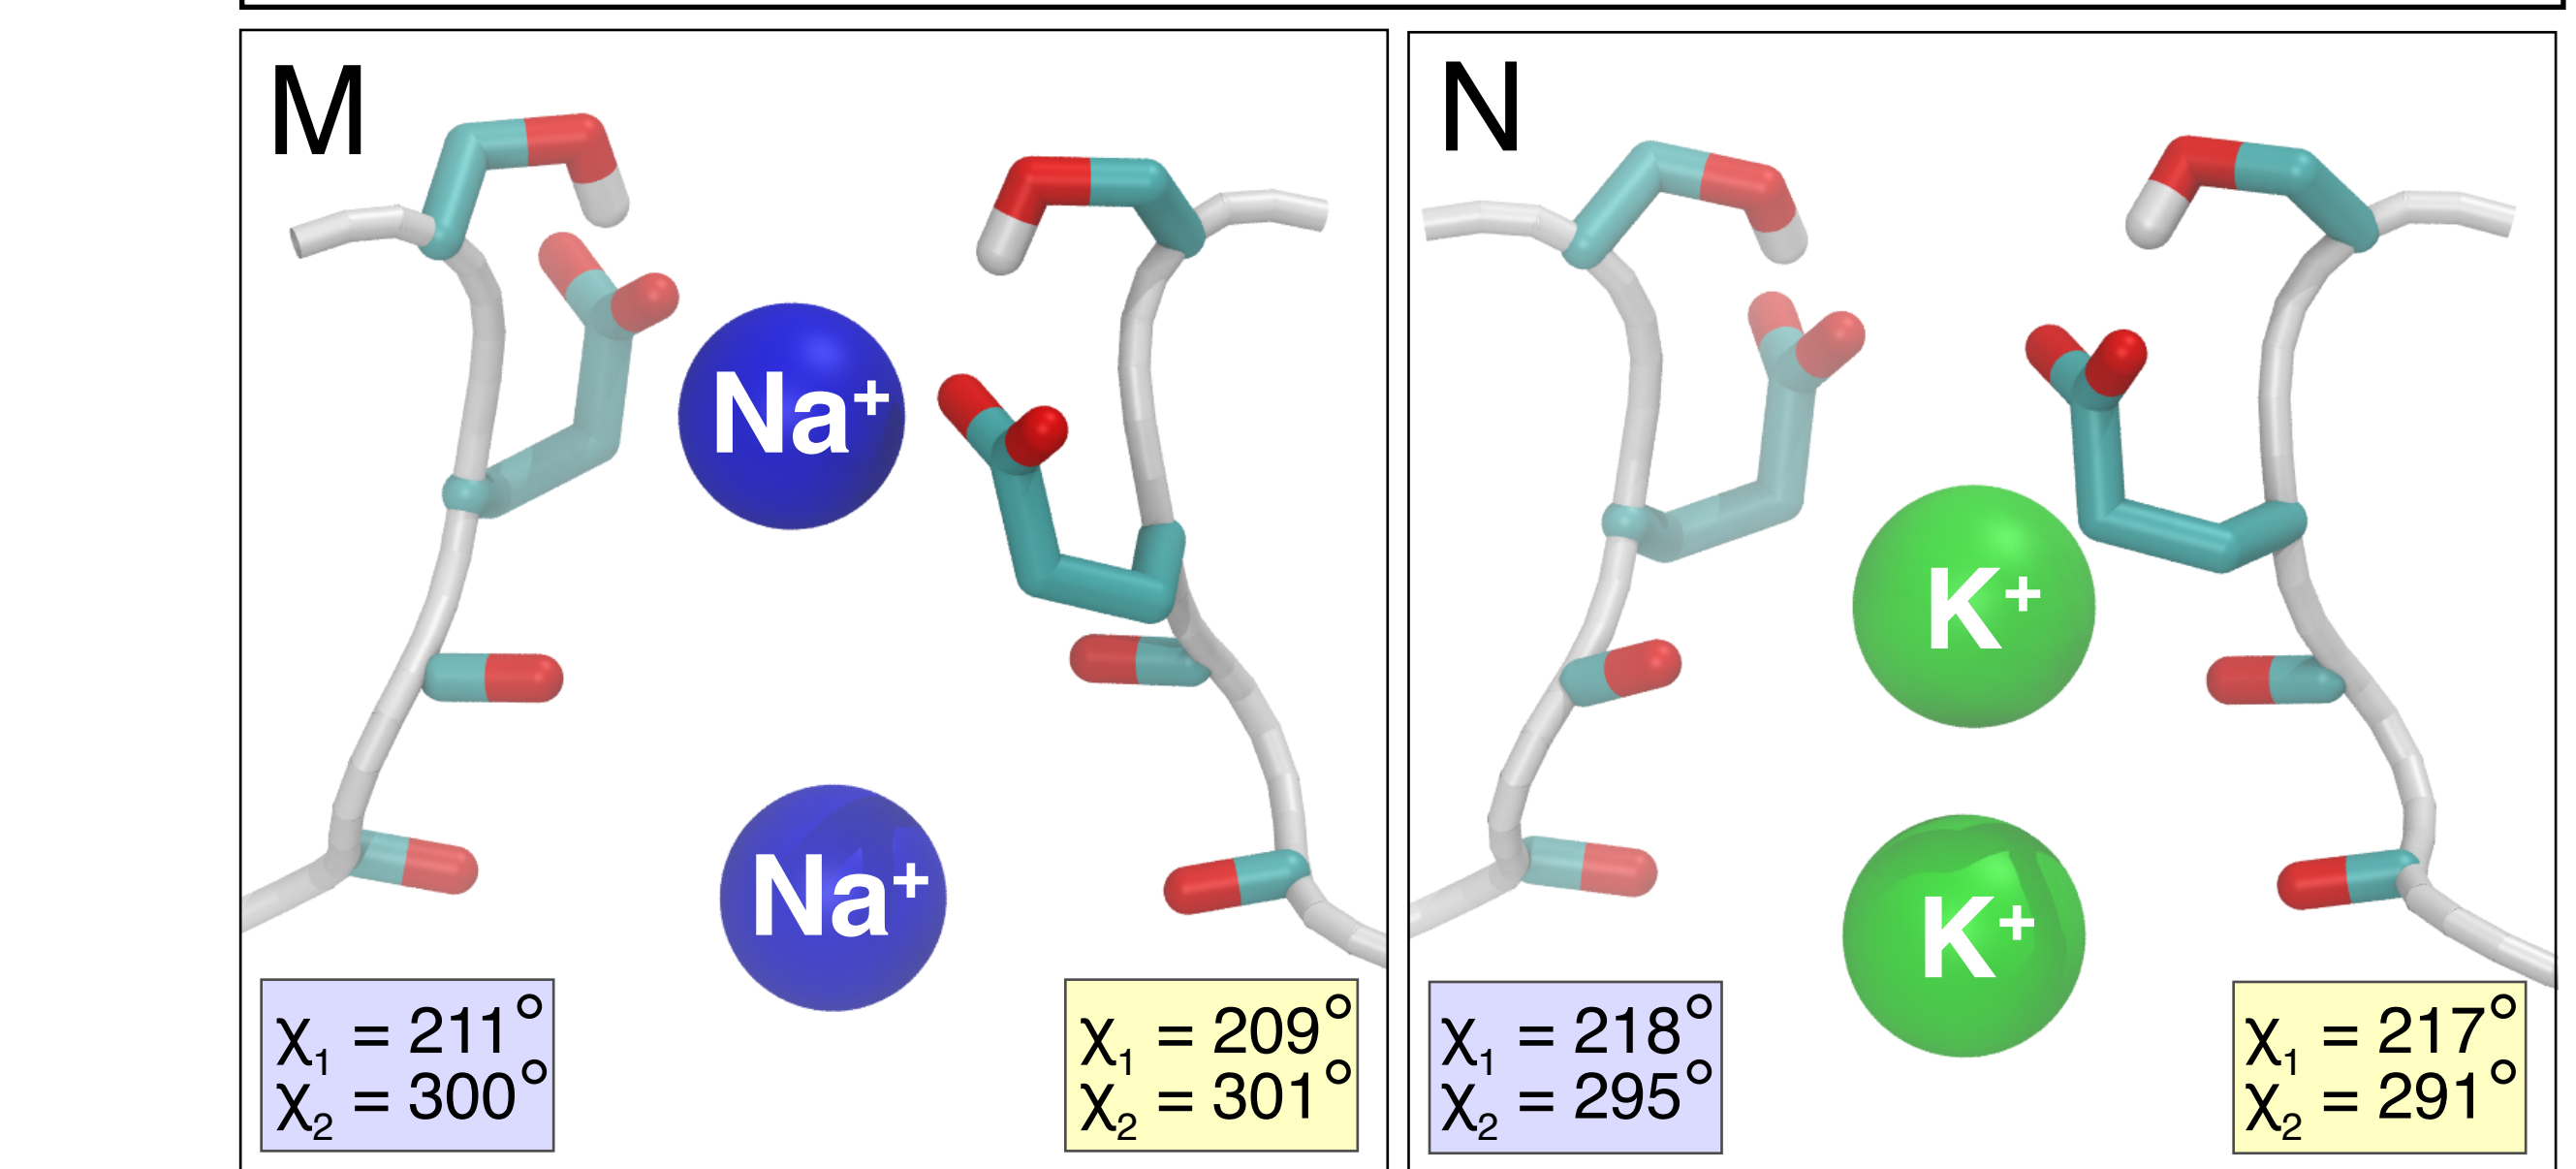 M
N
Na⁺
K⁺
Na⁺
K⁺
χ₁ = 211°
χ₂ = 300°
χ₁ = 209°
χ₂ = 301°
χ₁ = 218°
χ₂ = 295°
χ₁ = 217°
χ₂ = 291°